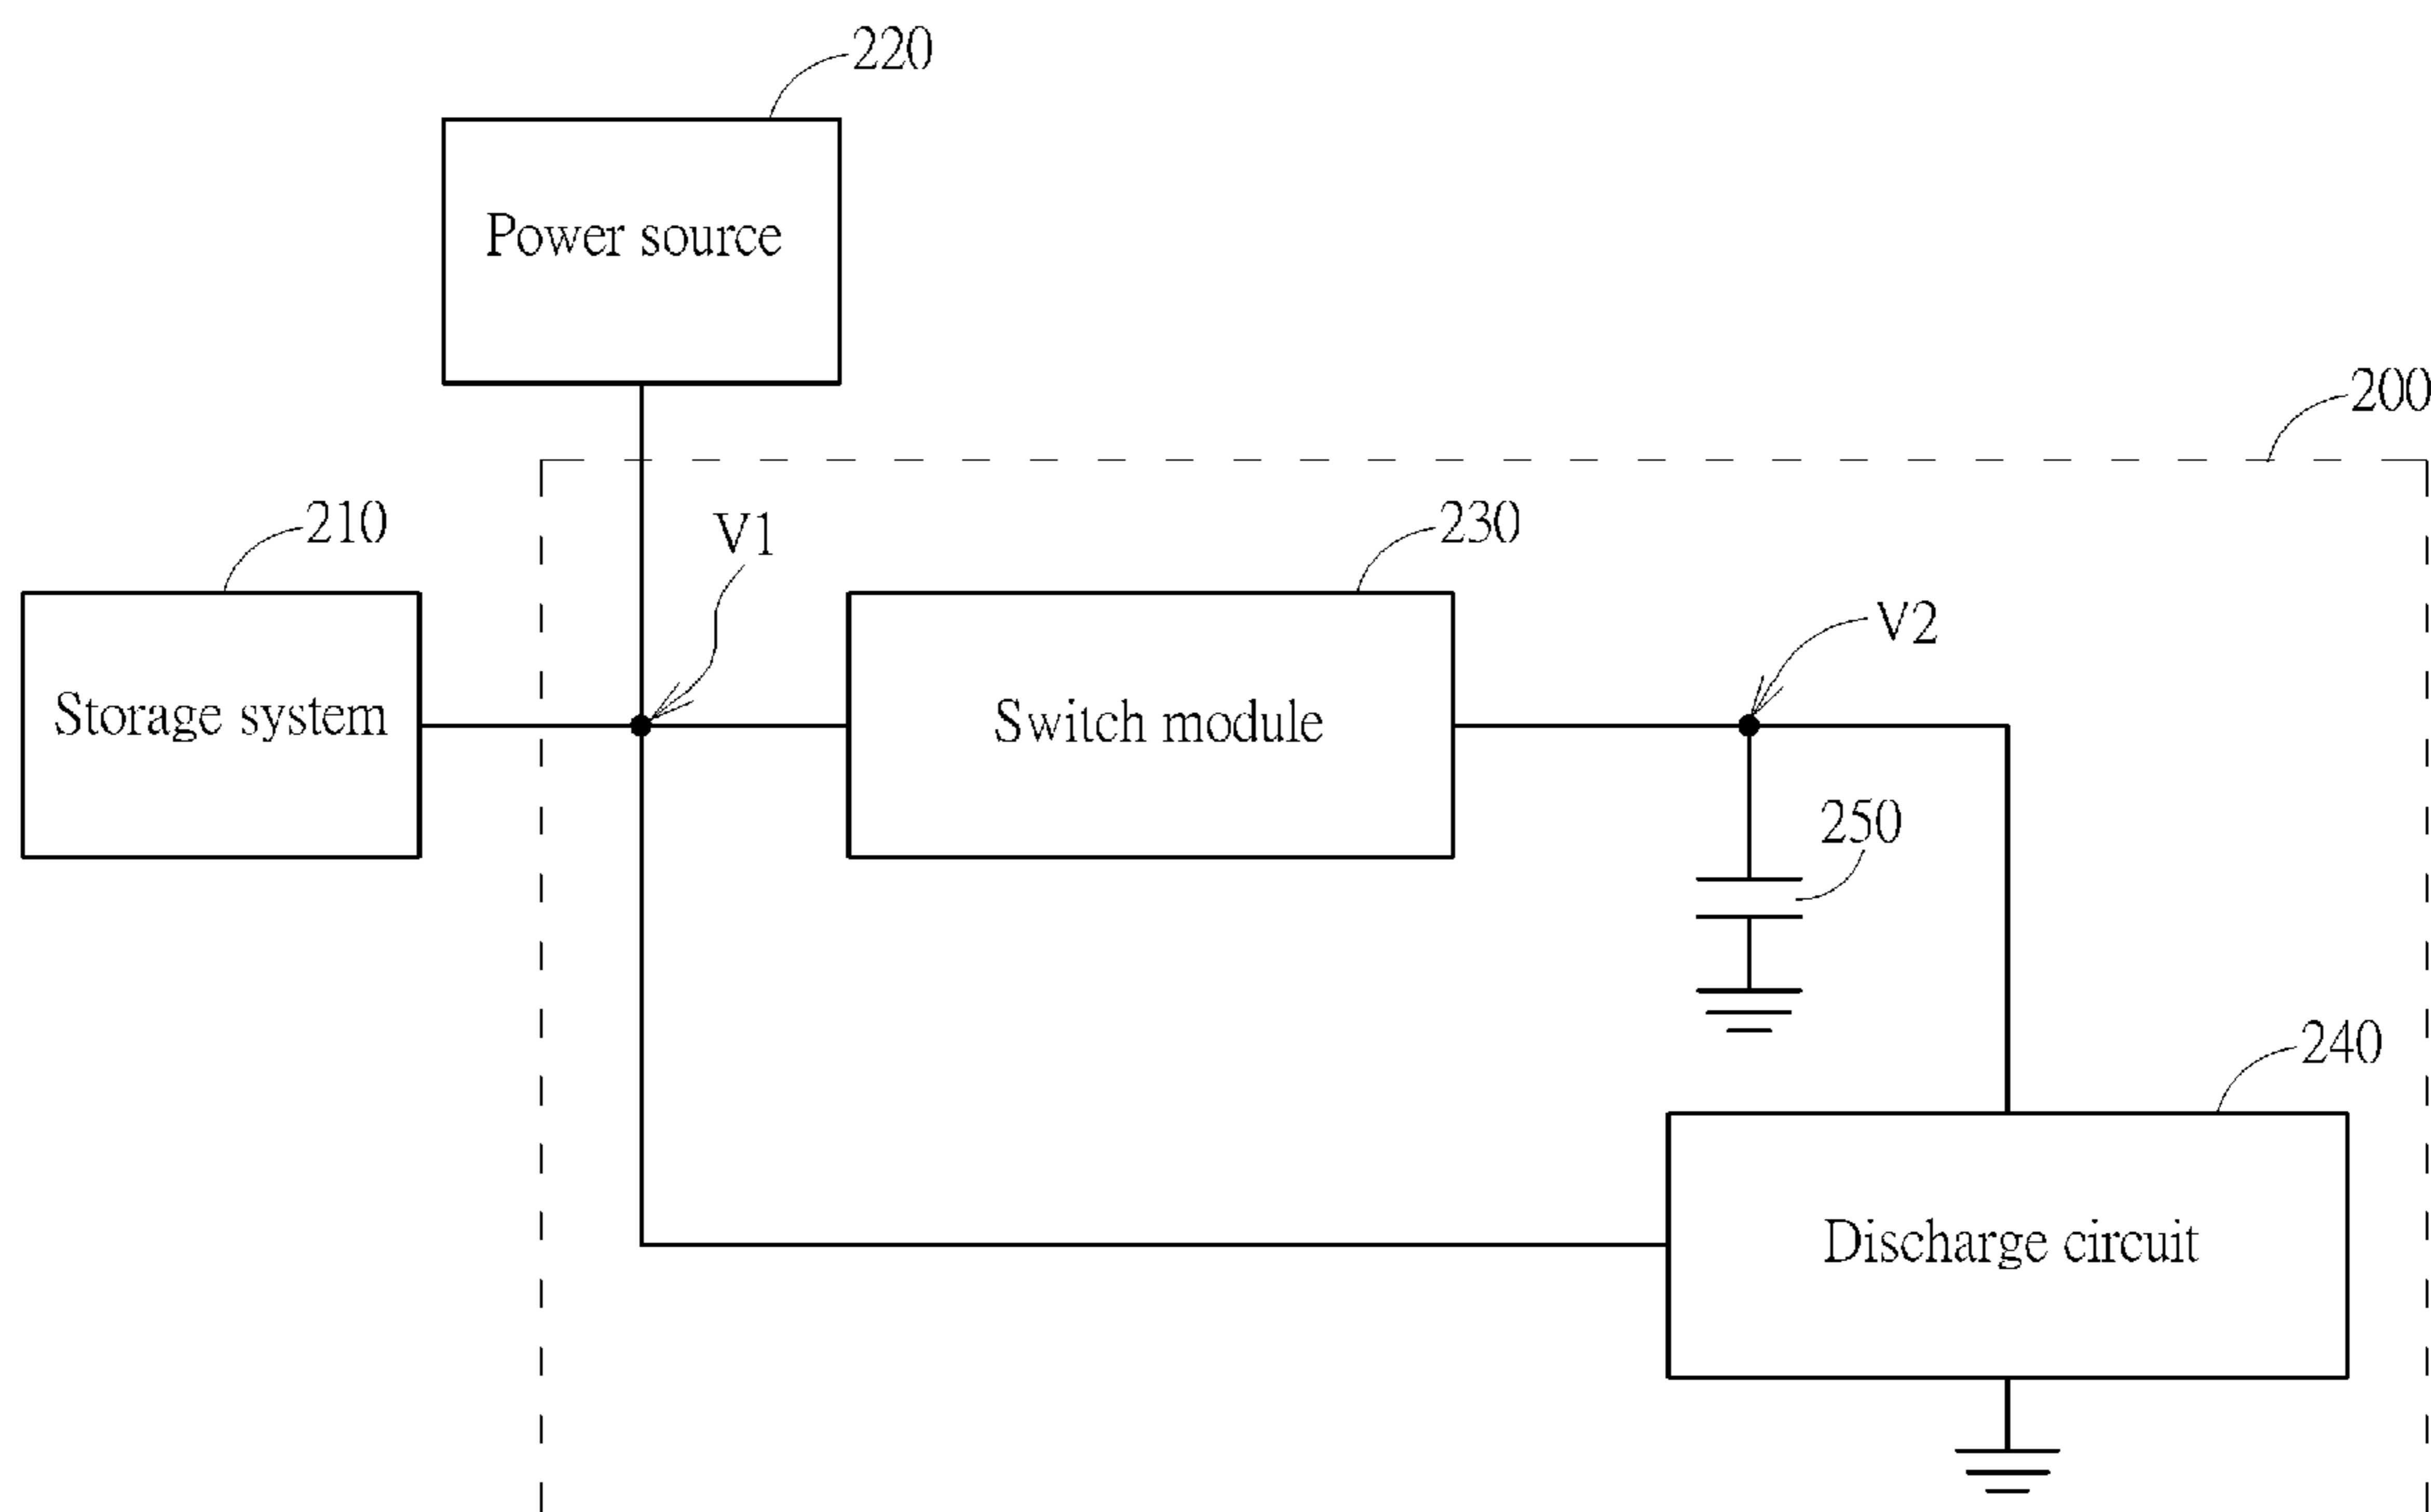 220
Power source
200
210
V1
230
V2
Storage system
Switch module
250
240
Discharge circuit